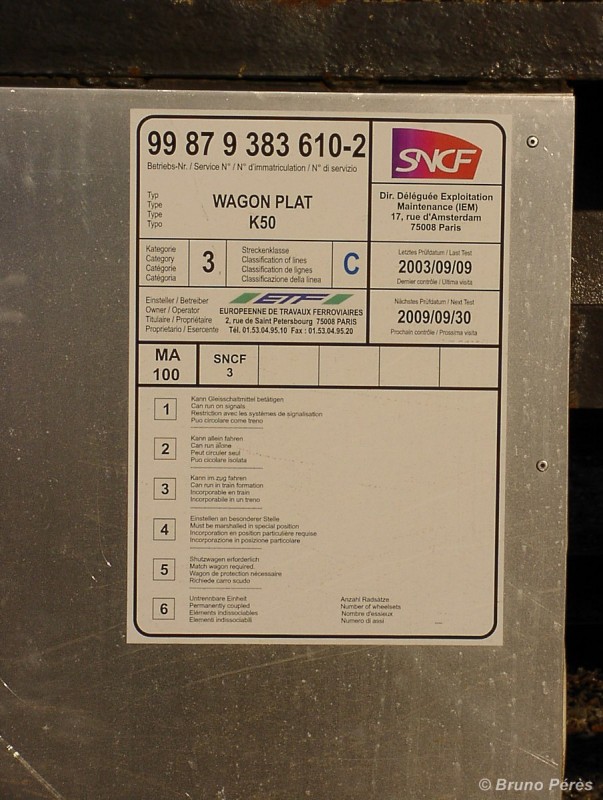 99 87 9 383 610-2
Betriebs-Nr. / Service N° / N° d'immatriculation / N° di servizio
SNCF
Typ
Type
Type
Tipo
WAGON PLAT
K50
Dir. Déléguée Exploitation
Maintenance (IEM)
17, rue d'Amsterdam
75008 Paris
Kategorie
Category
Catégorie
Catégoria
3
Streckenklasse
Classification of lines
Classification de lignes
Classificazione della linea
C
Letztes Prüfdatum / Last Test
2003/09/09
Dernier contrôle / Ultima visita
Einsteller / Betreiber
Owner / Operator
Titulaire / Propriétaire
Proprietario / Esercente
ETF
EUROPEENNE DE TRAVAUX FERROVIAIRES
2, rue de Saint Petersbourg 75008 PARIS
Tél. 01.53.04.95.10 Fax : 01.53.04.95.20
Nächstes Prüfdatum / Next Test
2009/09/30
Prochain contrôle / Prossima visita
MA
100
SNCF
3
1
Kann Gleisschaltmittel betätigen
Can run on signals
Restriction avec les systèmes de signalisation
Puo circolare come treno
2
Kann allein fahren
Can run alone
Peut circuler seul
Puo cicolare isolata
3
Kann im zug fahren
Can run in train formation
Incorporable en train
Incorporabile in un treno
4
Einstellen an besonderer Stelle
Must be marshalled in special position
Incorporation en position particulière requise
Incorporazione in posizione particolare
5
Shutzwagen erforderlich
Match wagon required.
Wagon de protection nécessaire
Richiede carro scudo
6
Untrennbare Einheit
Permanently coupled
Eléments indissociables
Elementi indissociabili
Anzahl Radsätze
Number of wheelsets
Nombre d'essieux
Numero di assi
© Bruno Pérès